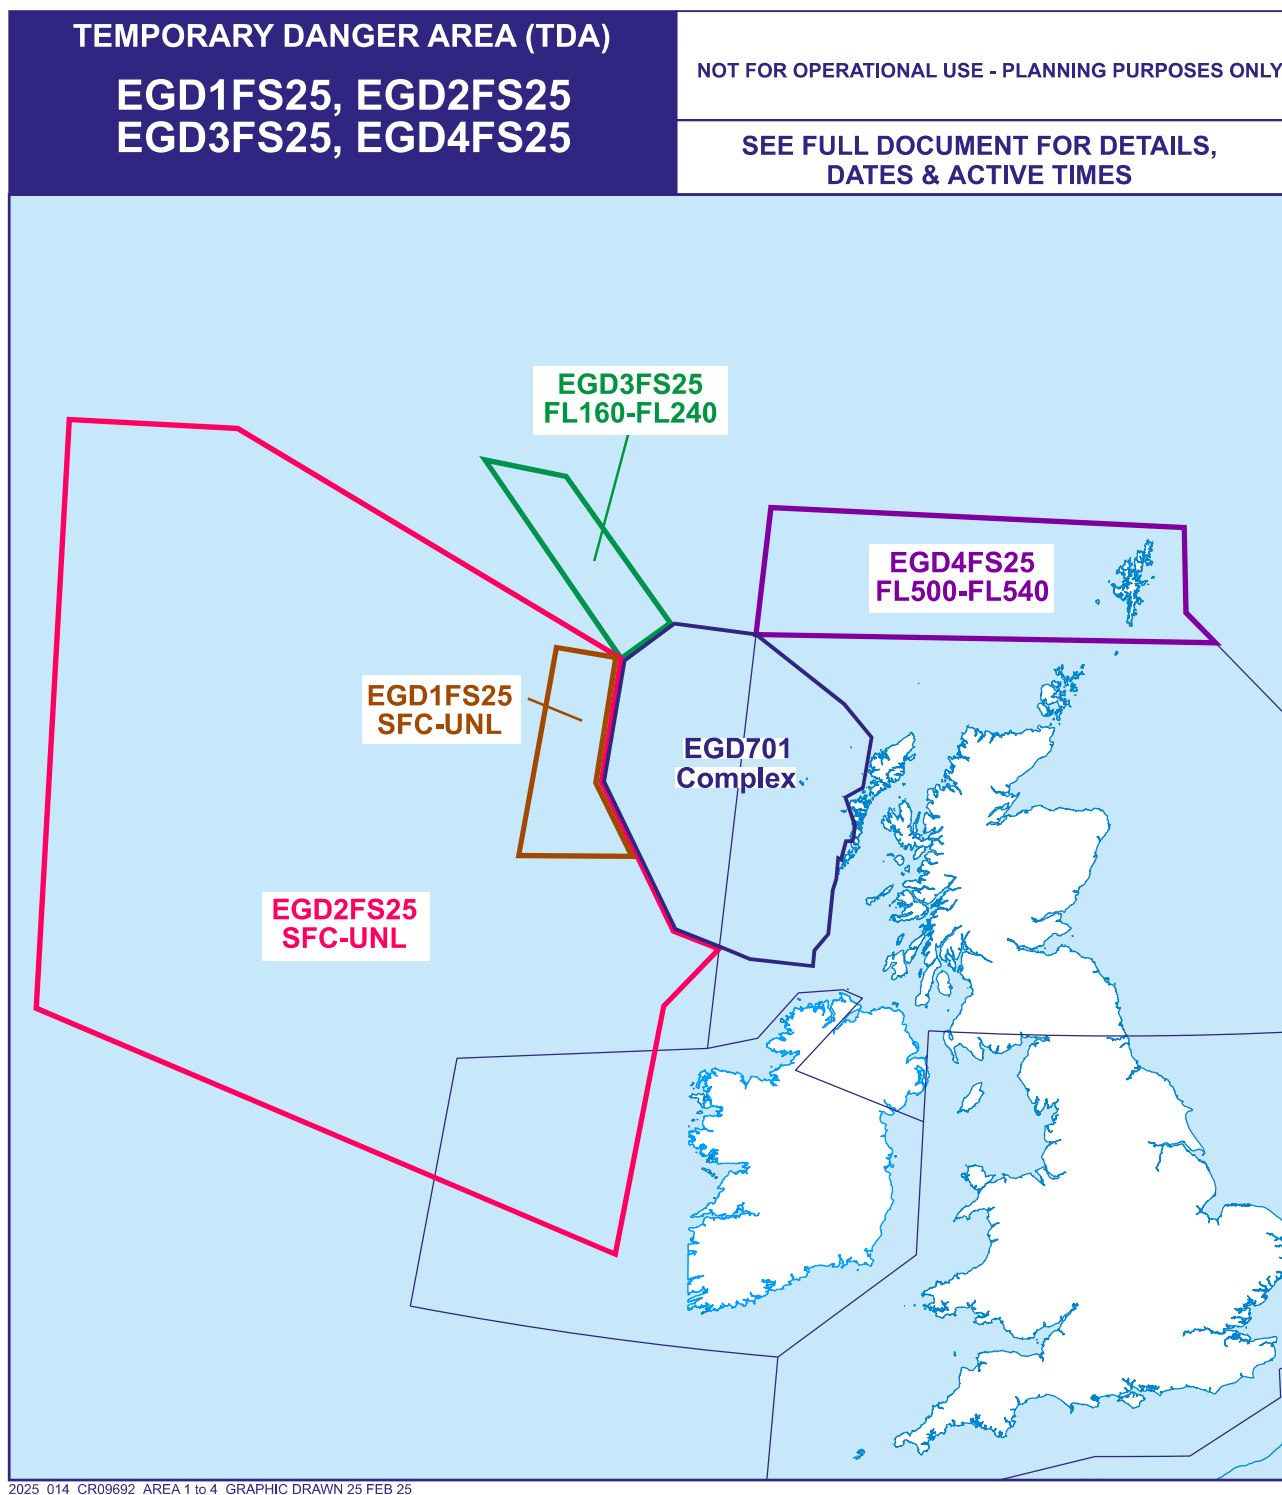 TEMPORARY DANGER AREA (TDA)
EGD1FS25, EGD2FS25
EGD3FS25, EGD4FS25
NOT FOR OPERATIONAL USE - PLANNING PURPOSES ONLY
SEE FULL DOCUMENT FOR DETAILS,
DATES & ACTIVE TIMES
EGD3FS25
FL160-FL240
EGD4FS25
FL500-FL540
EGD1FS25
SFC-UNL
EGD701
Complex
EGD2FS25
SFC-UNL
2025 014 CR09692 AREA 1 to 4 GRAPHIC DRAWN 25 FEB 25